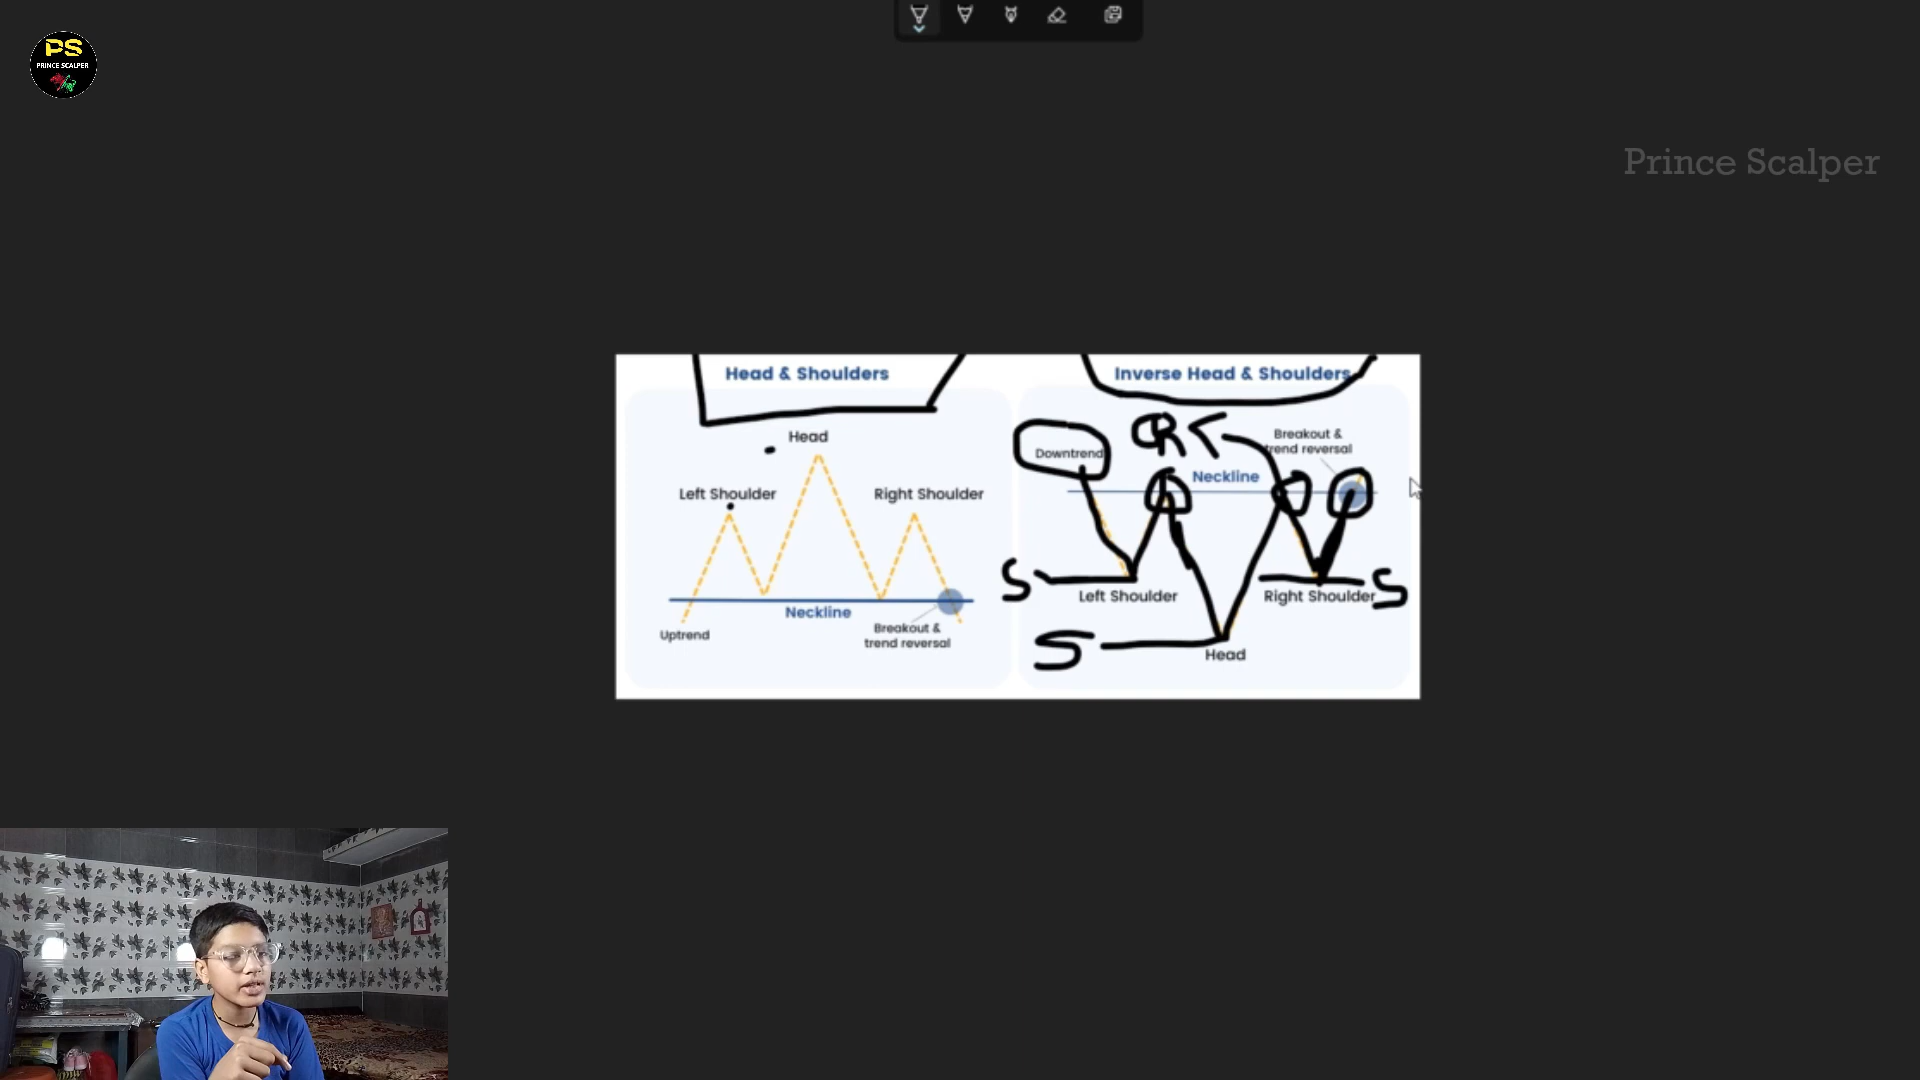 PS
PRINCE SCALPER
Prince Scalper
Head & Shoulders
Head
Left Shoulder
Right Shoulder
Neckline
Uptrend
Breakout &
trend reversal
Inverse Head & Shoulders
Downtrend
R
Breakout &
trend reversal
Neckline
S
Left Shoulder
Right Shoulder
S
S
Head